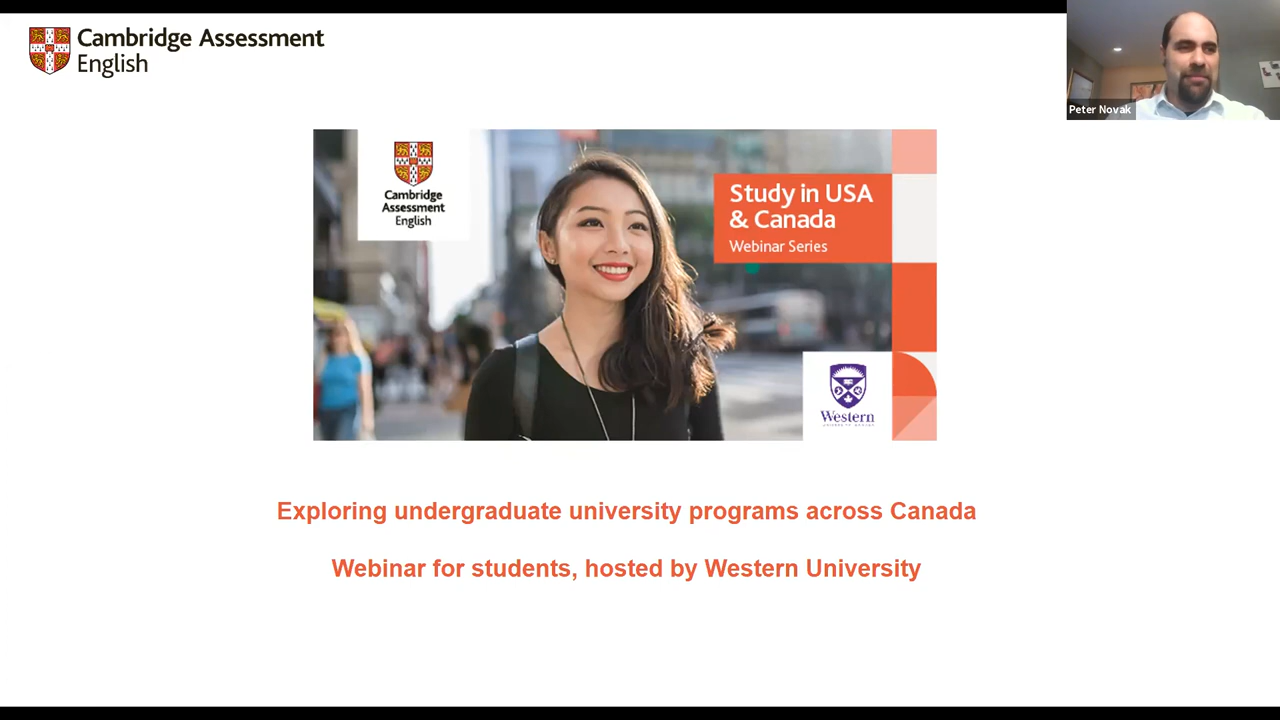 Cambridge Assessment
English
Peter Novak
Cambridge
Assessment
English
Study in USA
& Canada
Webinar Series
Western
Exploring undergraduate university programs across Canada
Webinar for students, hosted by Western University